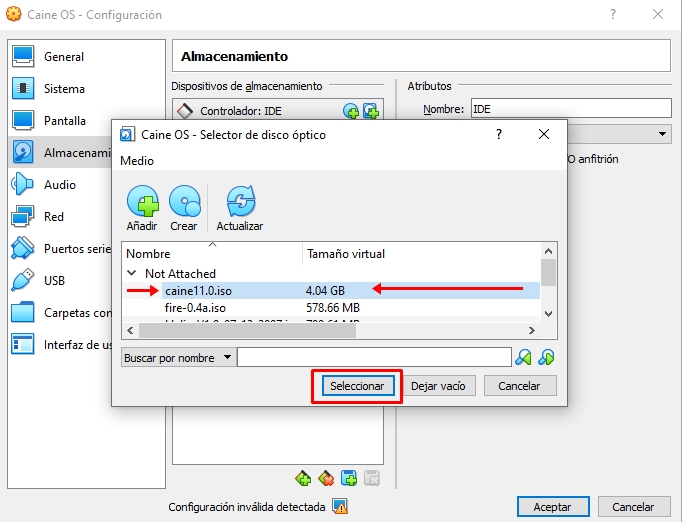 Caine OS - Configuración
General
Sistema
Pantalla
Almacenami
Audio
Red
Puertos serie
USB
Carpetas con
Interfaz de us
Almacenamiento
Dispositivos de almacenamiento
Controlador: IDE
Atributos
Nombre: IDE
O anfitrión
Caine OS - Selector de disco óptico
Medio
Añadir Crear Actualizar
Nombre Tamaño virtual
Not Attached
caine11.0.iso 4.04 GB
fire-0.4a.iso 578.66 MB
Buscar por nombre
Seleccionar Dejar vacío Cancelar
Configuración inválida detectada
Aceptar Cancelar